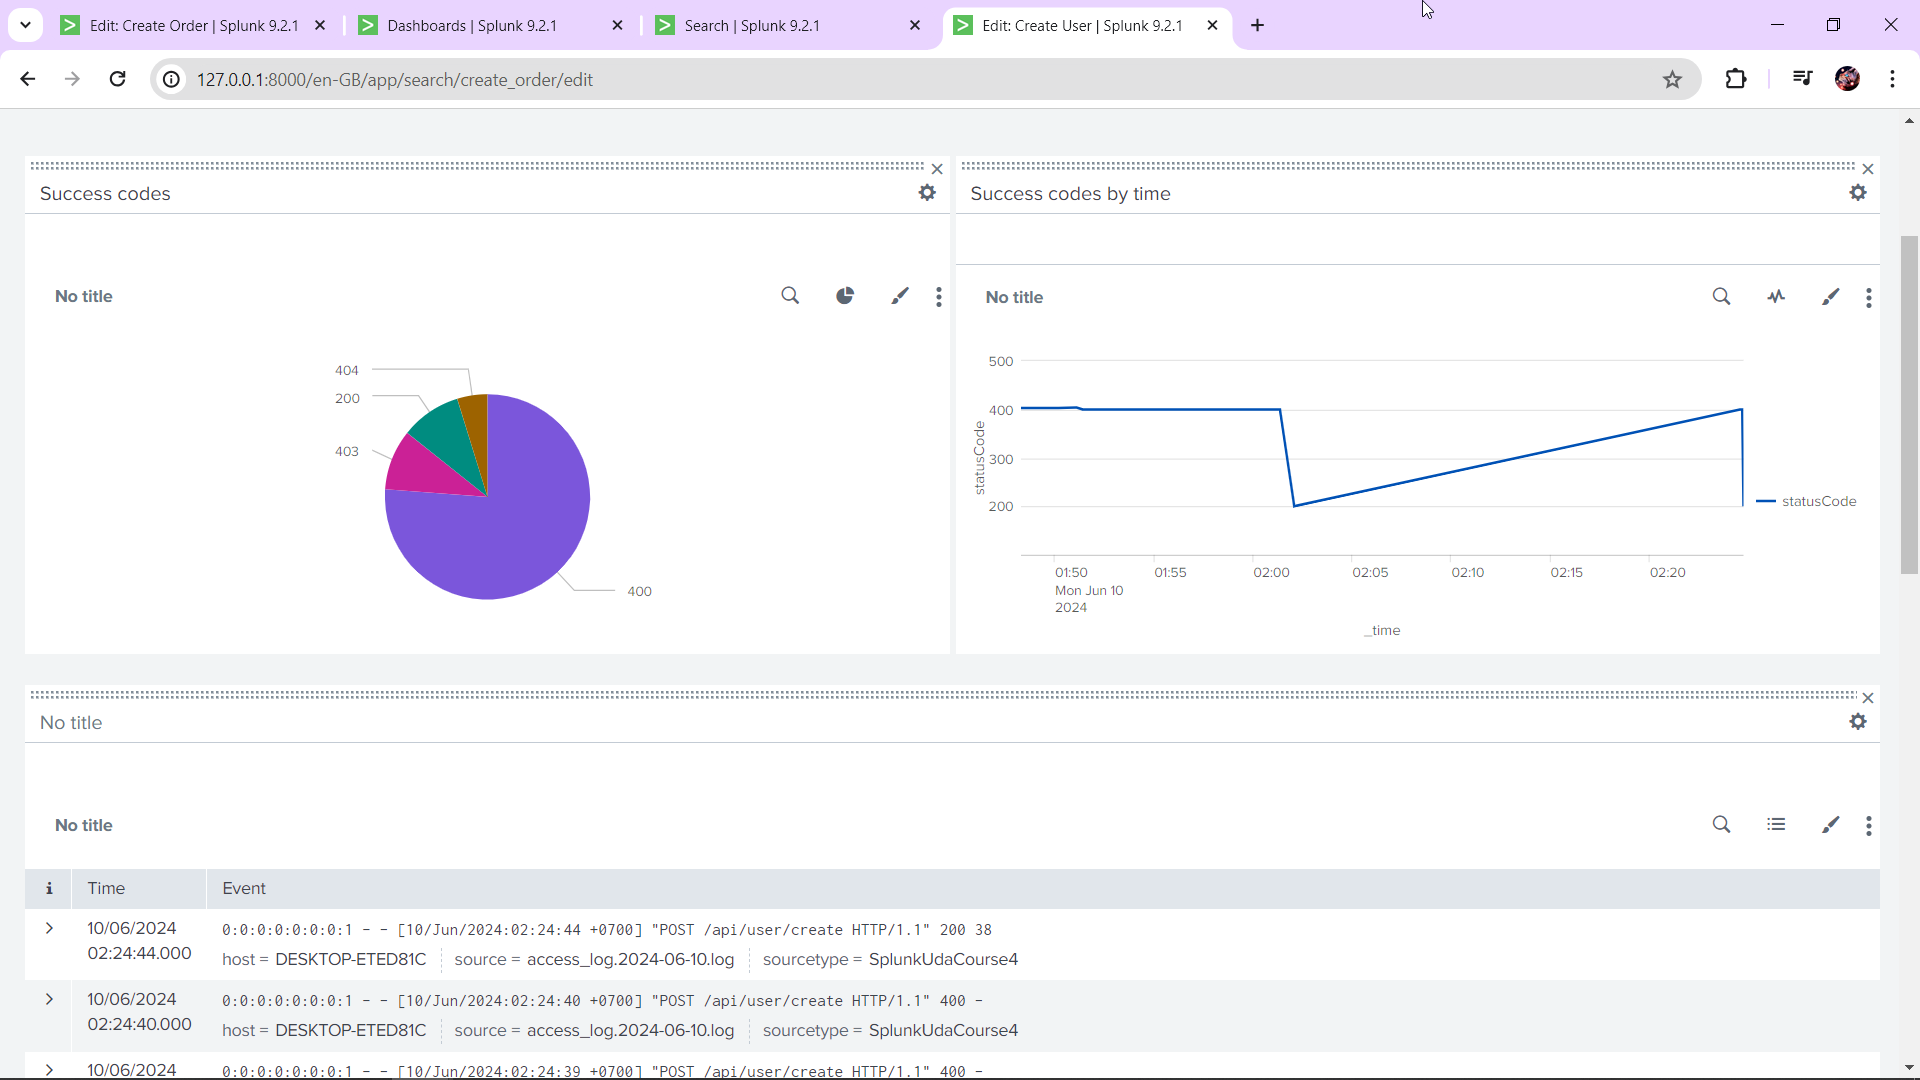 Edit: Create Order | Splunk 9.2.1
Dashboards | Splunk 9.2.1
Search | Splunk 9.2.1
Edit: Create User | Splunk 9.2.1
127.0.0.1:8000/en-GB/app/search/create_order/edit
Success codes
No title
404
200
403
400
Success codes by time
No title
500
400
300
200
statusCode
01:50
Mon Jun 10
2024
01:55
02:00
02:05
02:10
02:15
02:20
_time
statusCode
No title
No title
i Time Event
10/06/2024
02:24:44.000
0:0:0:0:0:0:0:1 - - [10/Jun/2024:02:24:44 +0700] "POST /api/user/create HTTP/1.1" 200 38
host = DESKTOP-ETED81C source = access_log.2024-06-10.log sourcetype = SplunkUdaCourse4
10/06/2024
02:24:40.000
0:0:0:0:0:0:0:1 - - [10/Jun/2024:02:24:40 +0700] "POST /api/user/create HTTP/1.1" 400 -
host = DESKTOP-ETED81C source = access_log.2024-06-10.log sourcetype = SplunkUdaCourse4
10/06/2024
0:0:0:0:0:0:0:1 - - [10/Jun/2024:02:24:39 +0700] "POST /api/user/create HTTP/1.1" 400 -